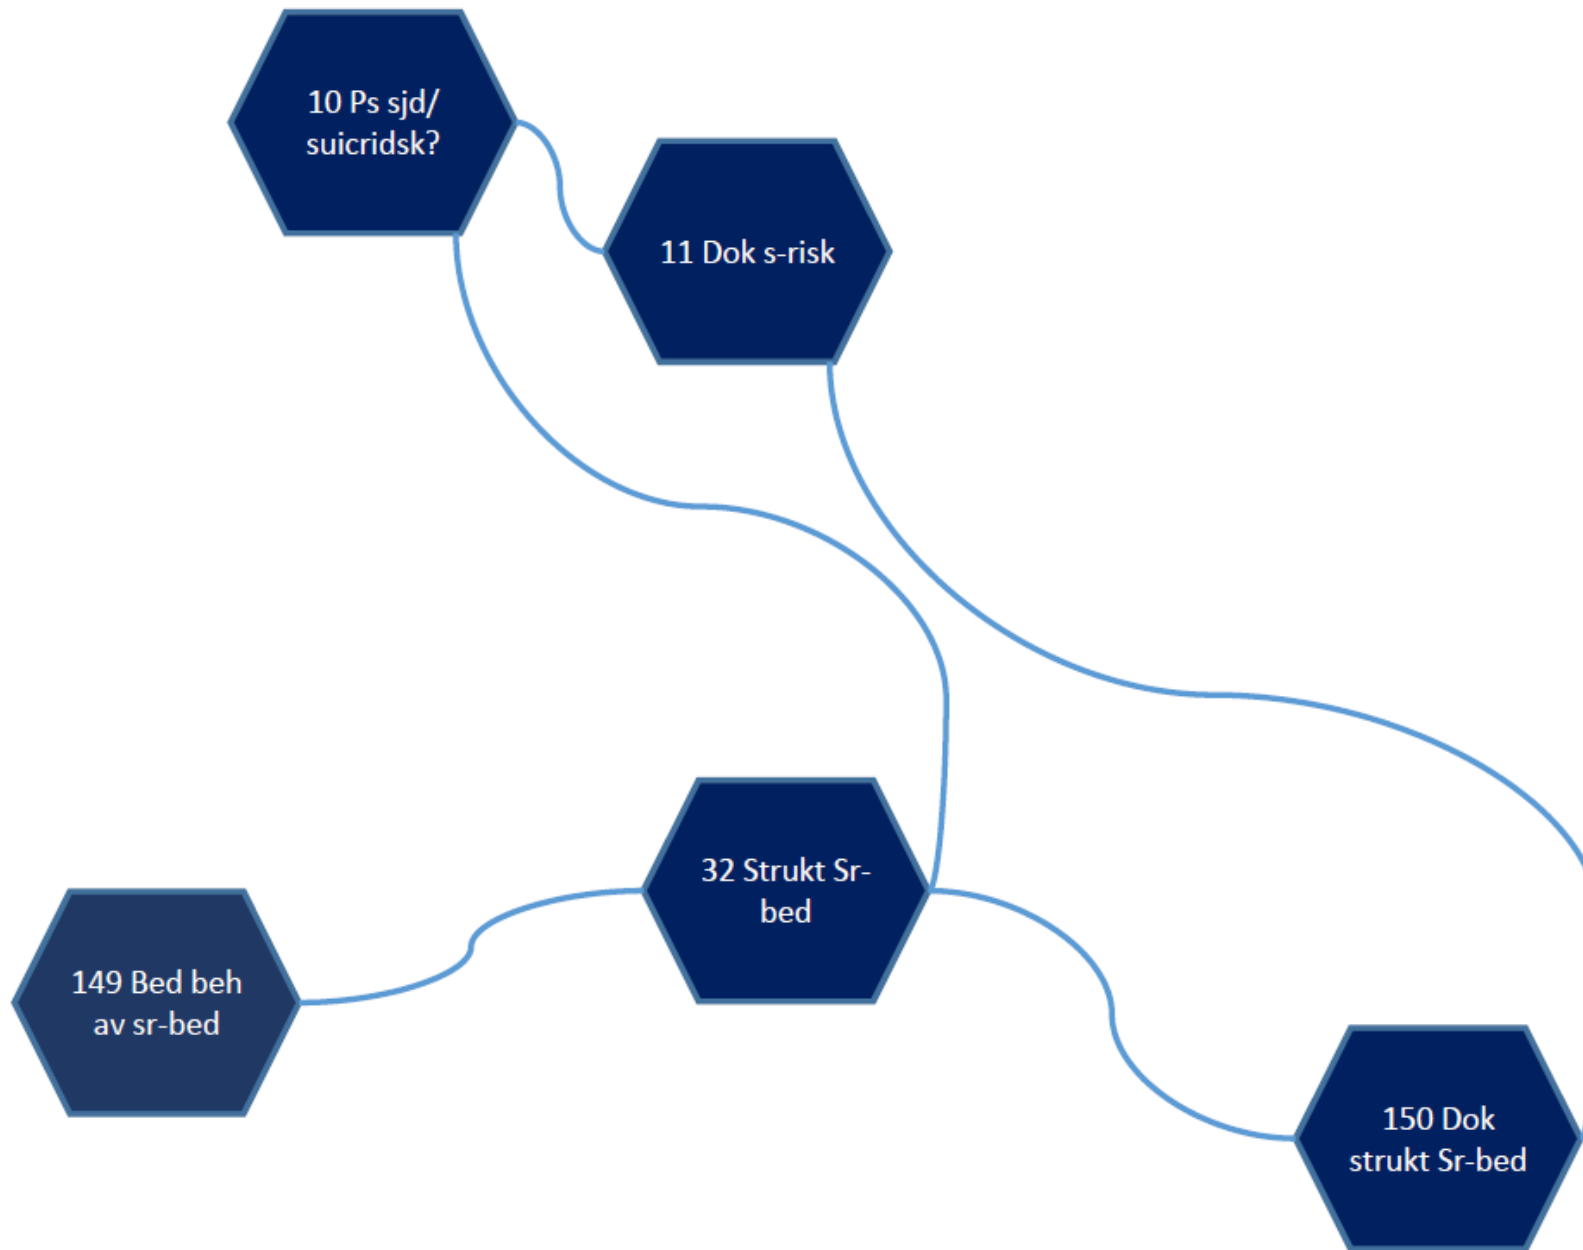 10 Ps sjd/
suicridsk?
11 Dok s-risk
32 Strukt Sr-
bed
149 Bed beh
av sr-bed
150 Dok
strukt Sr-bed